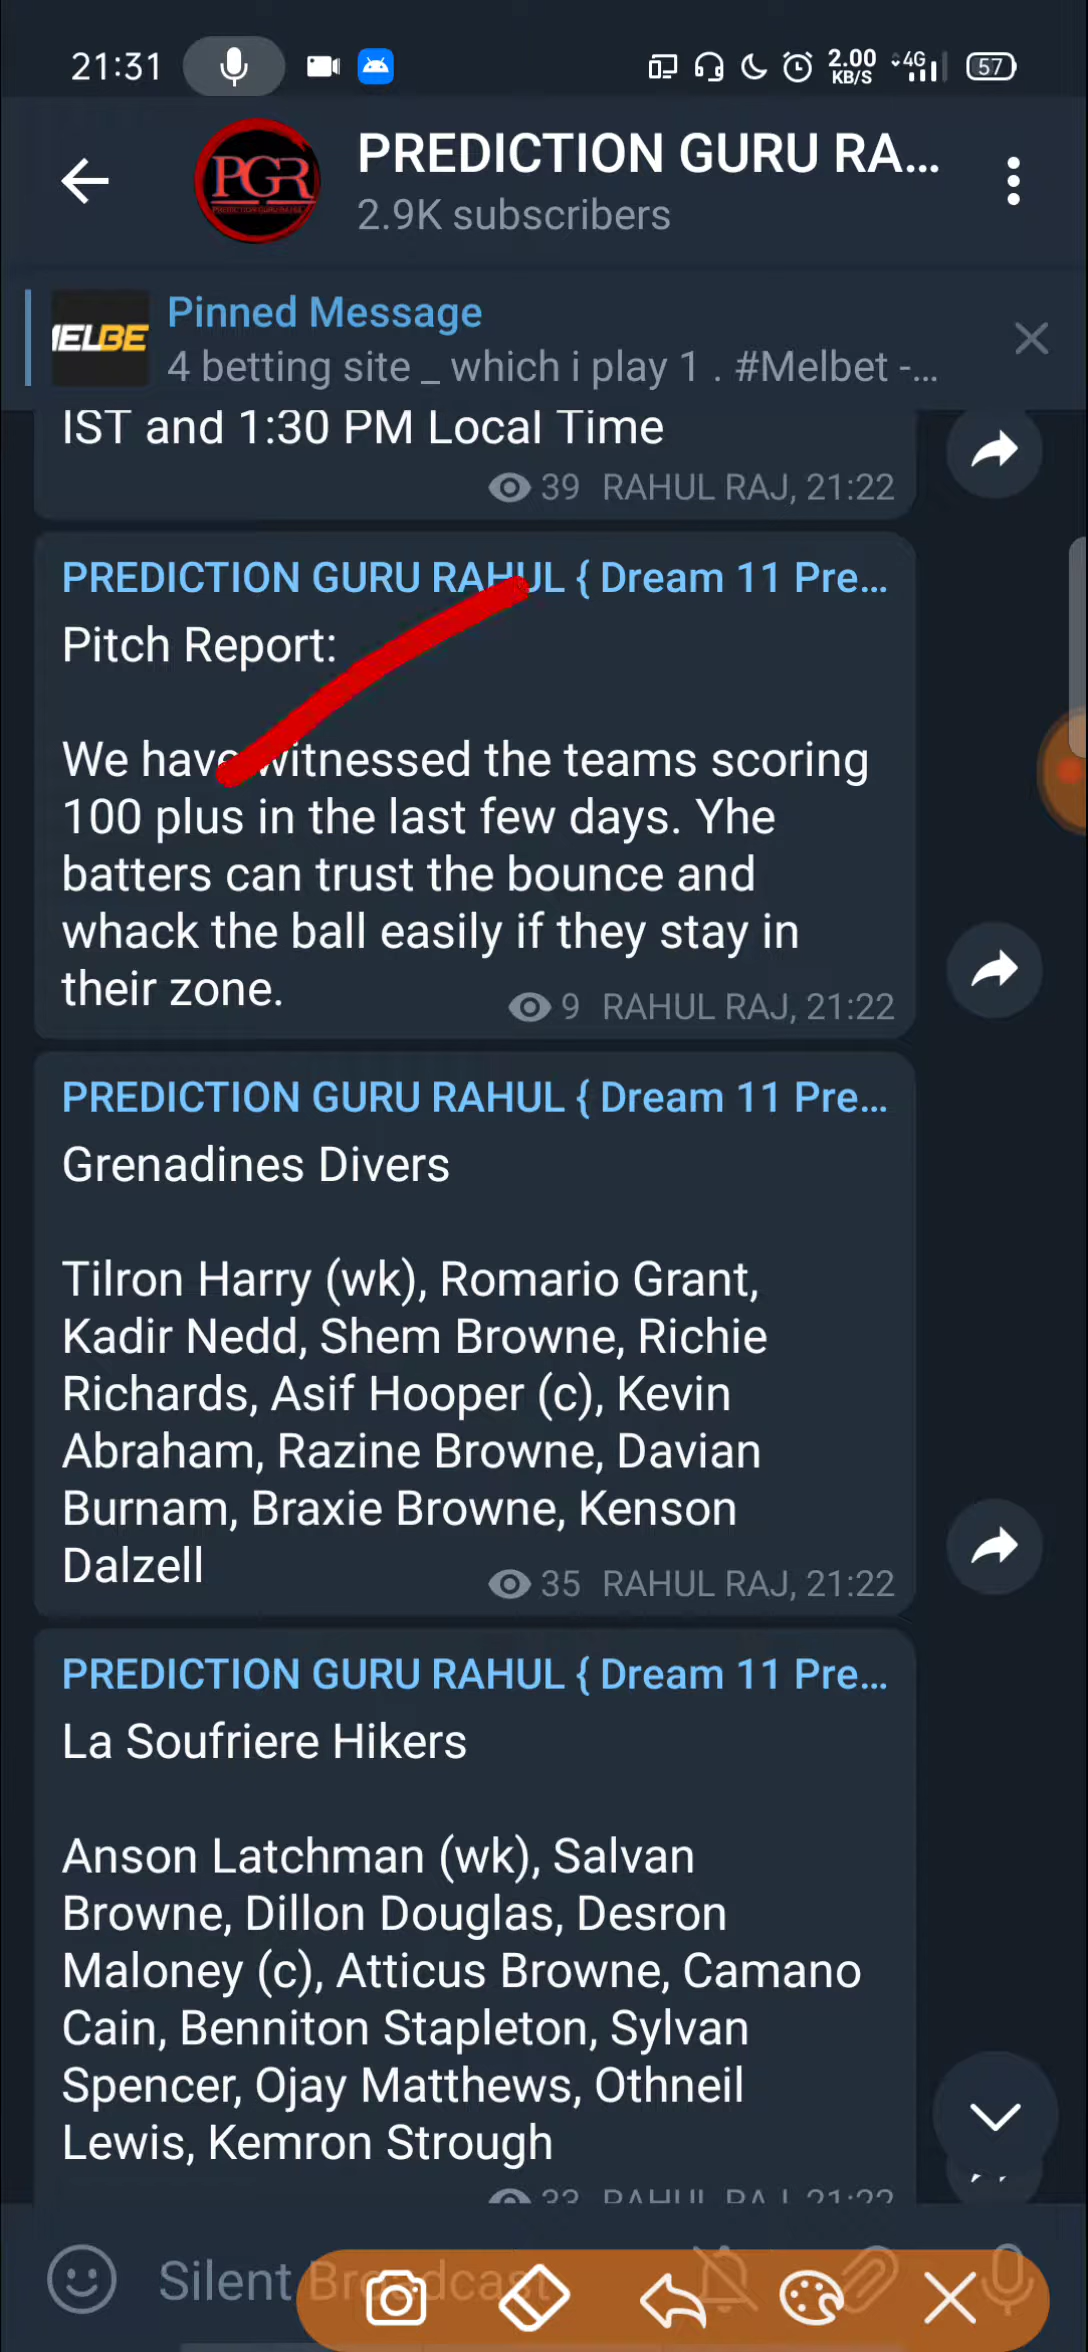 21:31
2.00
KB/S
4G
57
PGR
PREDICTION GURU RA...
2.9K subscribers
Pinned Message
4 betting site _ which i play 1 . #Melbet -...
IST and 1:30 PM Local Time
39 RAHUL RAJ, 21:22
PREDICTION GURU RAHUL { Dream 11 Pre...
Pitch Report:
We have witnessed the teams scoring
100 plus in the last few days. Yhe
batters can trust the bounce and
whack the ball easily if they stay in
their zone.
9 RAHUL RAJ, 21:22
PREDICTION GURU RAHUL { Dream 11 Pre...
Grenadines Divers
Tilron Harry (wk), Romario Grant,
Kadir Nedd, Shem Browne, Richie
Richards, Asif Hooper (c), Kevin
Abraham, Razine Browne, Davian
Burnam, Braxie Browne, Kenson
Dalzell
35 RAHUL RAJ, 21:22
PREDICTION GURU RAHUL { Dream 11 Pre...
La Soufriere Hikers
Anson Latchman (wk), Salvan
Browne, Dillon Douglas, Desron
Maloney (c), Atticus Browne, Camano
Cain, Benniton Stapleton, Sylvan
Spencer, Ojay Matthews, Othneil
Lewis, Kemron Strough
33 RAHUL RAJ, 21:22
Silent Broadcast